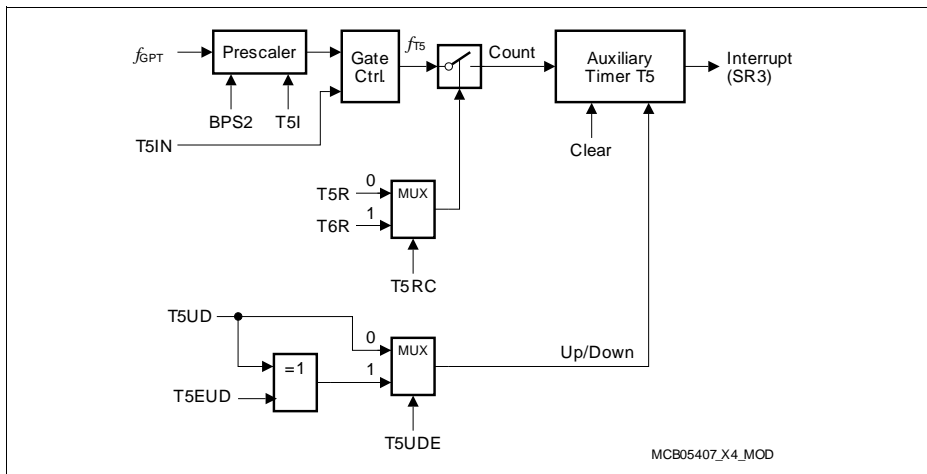 fGPT
Prescaler
BPS2
T5I
T5IN
Gate
Ctrl.
fT5
Count
Auxiliary
Timer T5
Interrupt
(SR3)
Clear
T5R
0
T6R
1
MUX
T5RC
T5UD
0
=1
1
T5EUD
MUX
Up/Down
T5UDE
MCB05407_X4_MOD